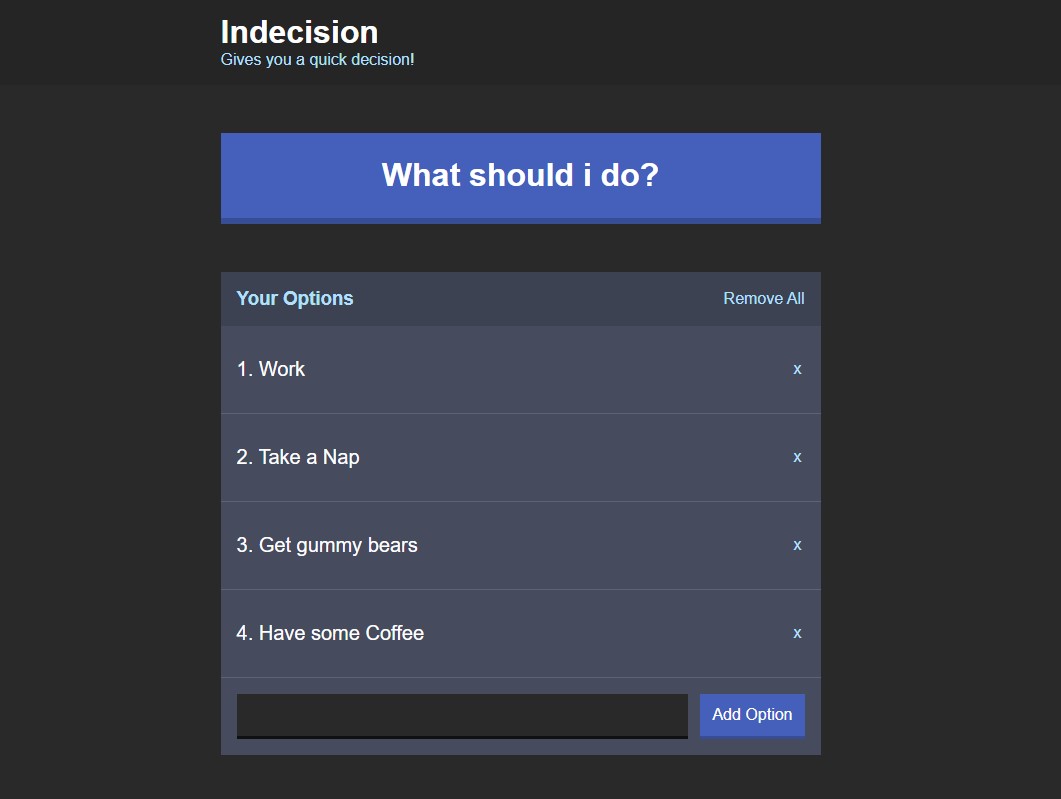 Indecision
Gives you a quick decision!
What should i do?
Your Options Remove All
1. Work x
2. Take a Nap x
3. Get gummy bears x
4. Have some Coffee x
Add Option